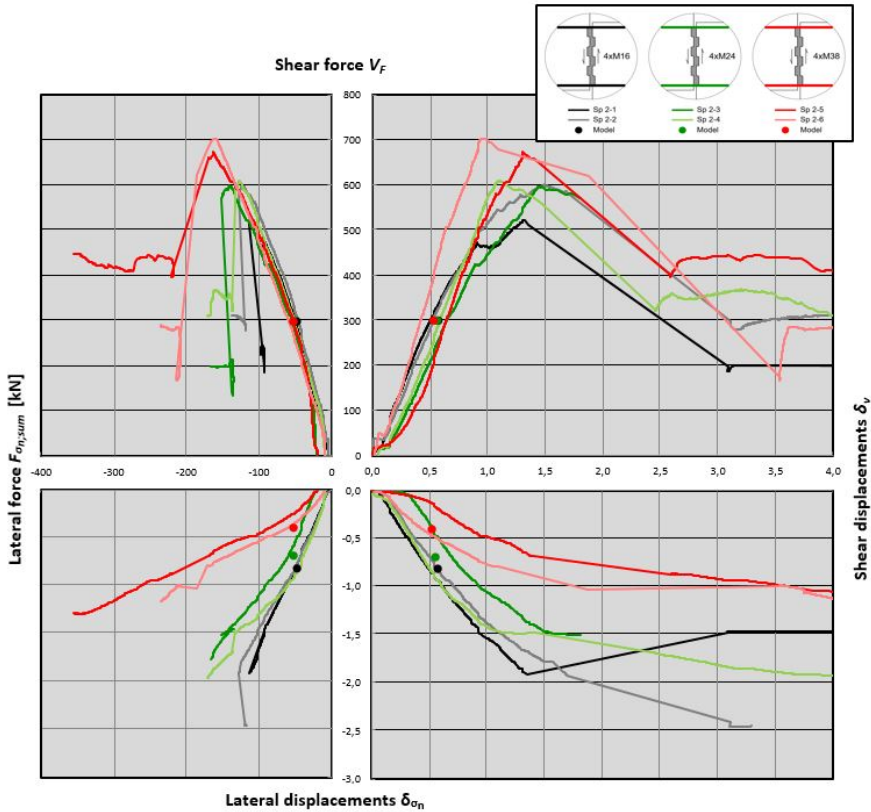 4xM16 4xM24 4xM38
Sp 2-1 Sp 2-3 Sp 2-5
Sp 2-2 Sp 2-4 Sp 2-6
Model Model Model
Shear force V_F
800
700
600
500
400
300
200
100
0
-400 -300 -200 -100 0 0,0 0,5 1,0 1,5 2,0 2,5 3,0 3,5 4,0
Lateral force F_σn,sum [kN]
Shear displacements δ_v
0,0
-0,5
-1,0
-1,5
-2,0
-2,5
-3,0
Lateral displacements δ_σn